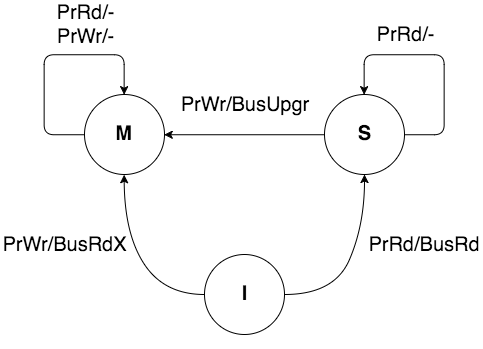 PrRd/-
PrWr/-
PrRd/-
PrWr/BusUpgr
M
S
PrWr/BusRdX
PrRd/BusRd
I